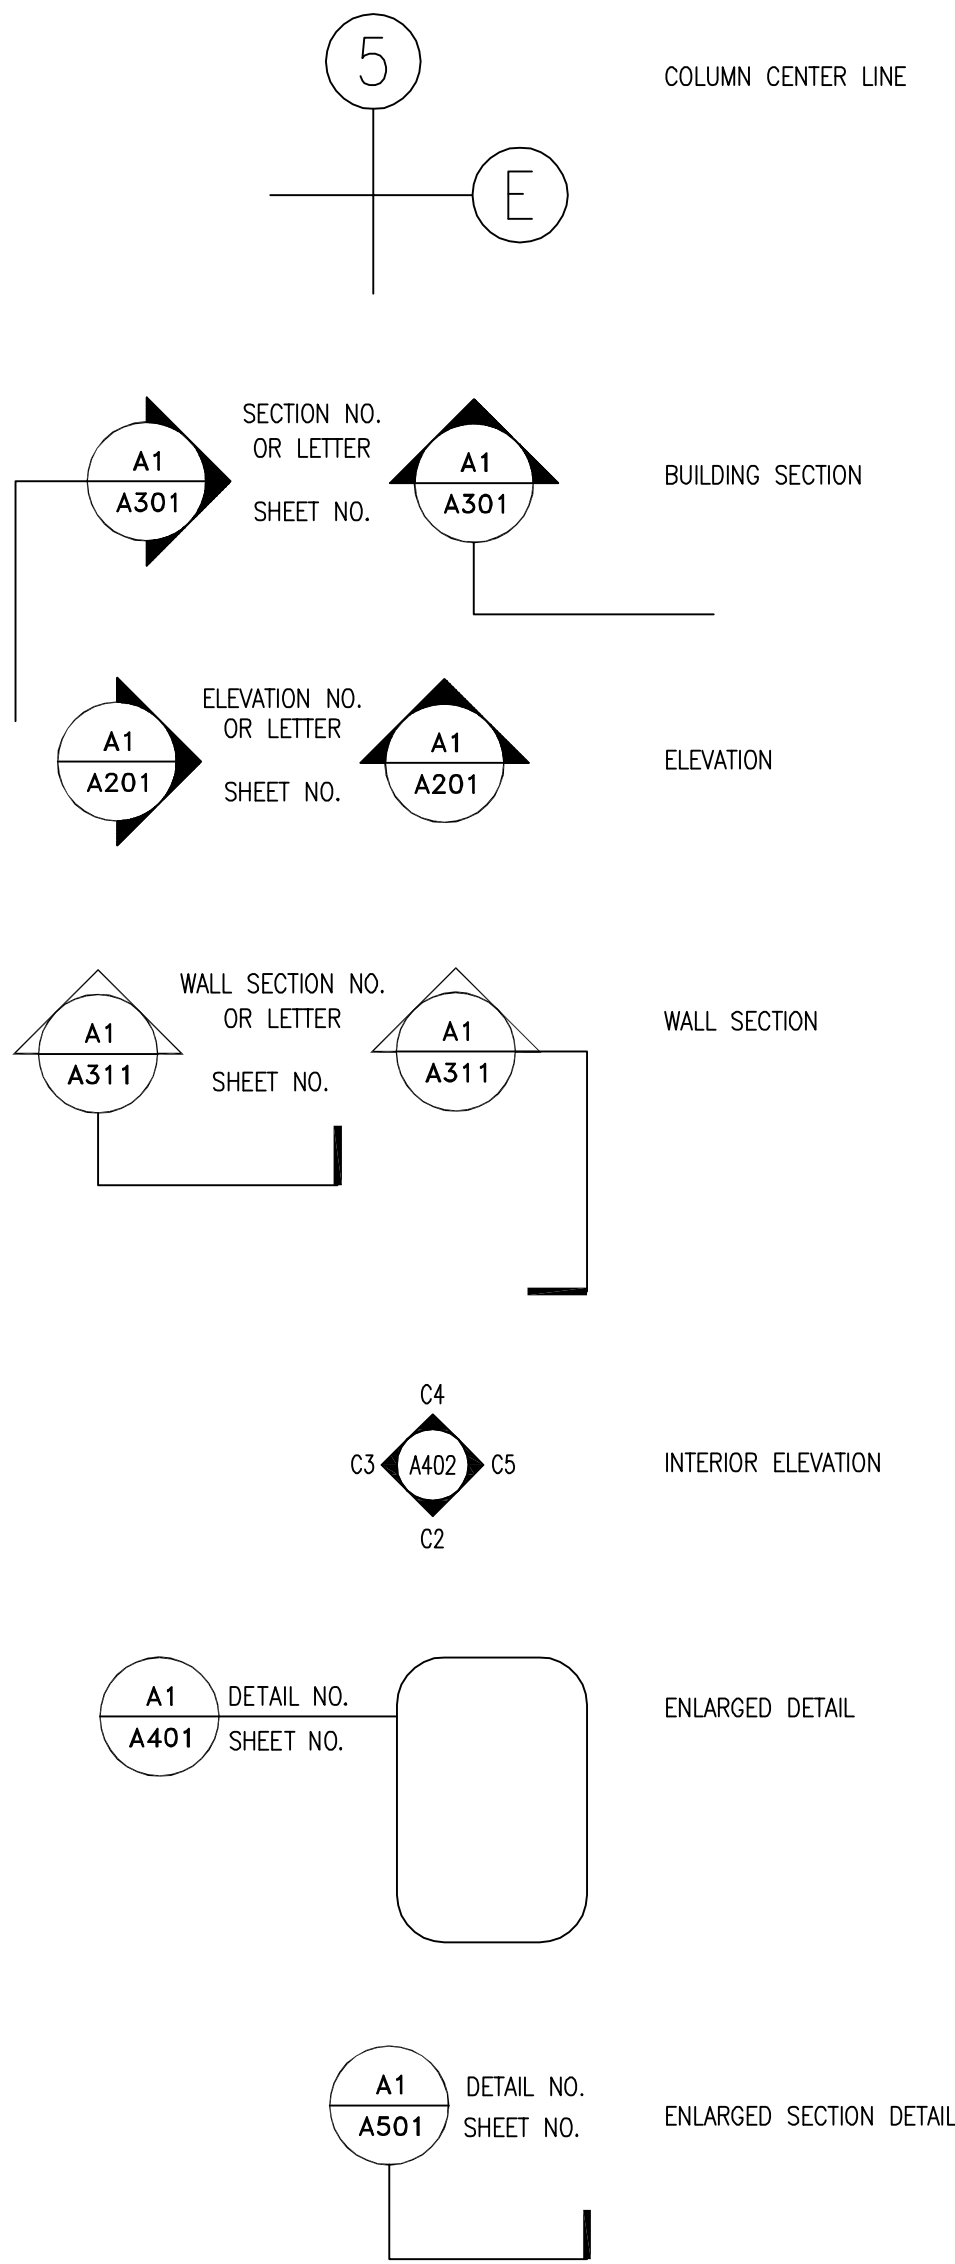 5
COLUMN CENTER LINE
E
SECTION NO.
OR LETTER
A1
A301
SHEET NO.
A1
A301
BUILDING SECTION
ELEVATION NO.
OR LETTER
A1
A201
SHEET NO.
A1
A201
ELEVATION
WALL SECTION NO.
OR LETTER
A1
A311
SHEET NO.
A1
A311
WALL SECTION
C4
C3
A402
C5
C2
INTERIOR ELEVATION
A1
A401
DETAIL NO.
SHEET NO.
ENLARGED DETAIL
A1
A501
DETAIL NO.
SHEET NO.
ENLARGED SECTION DETAIL